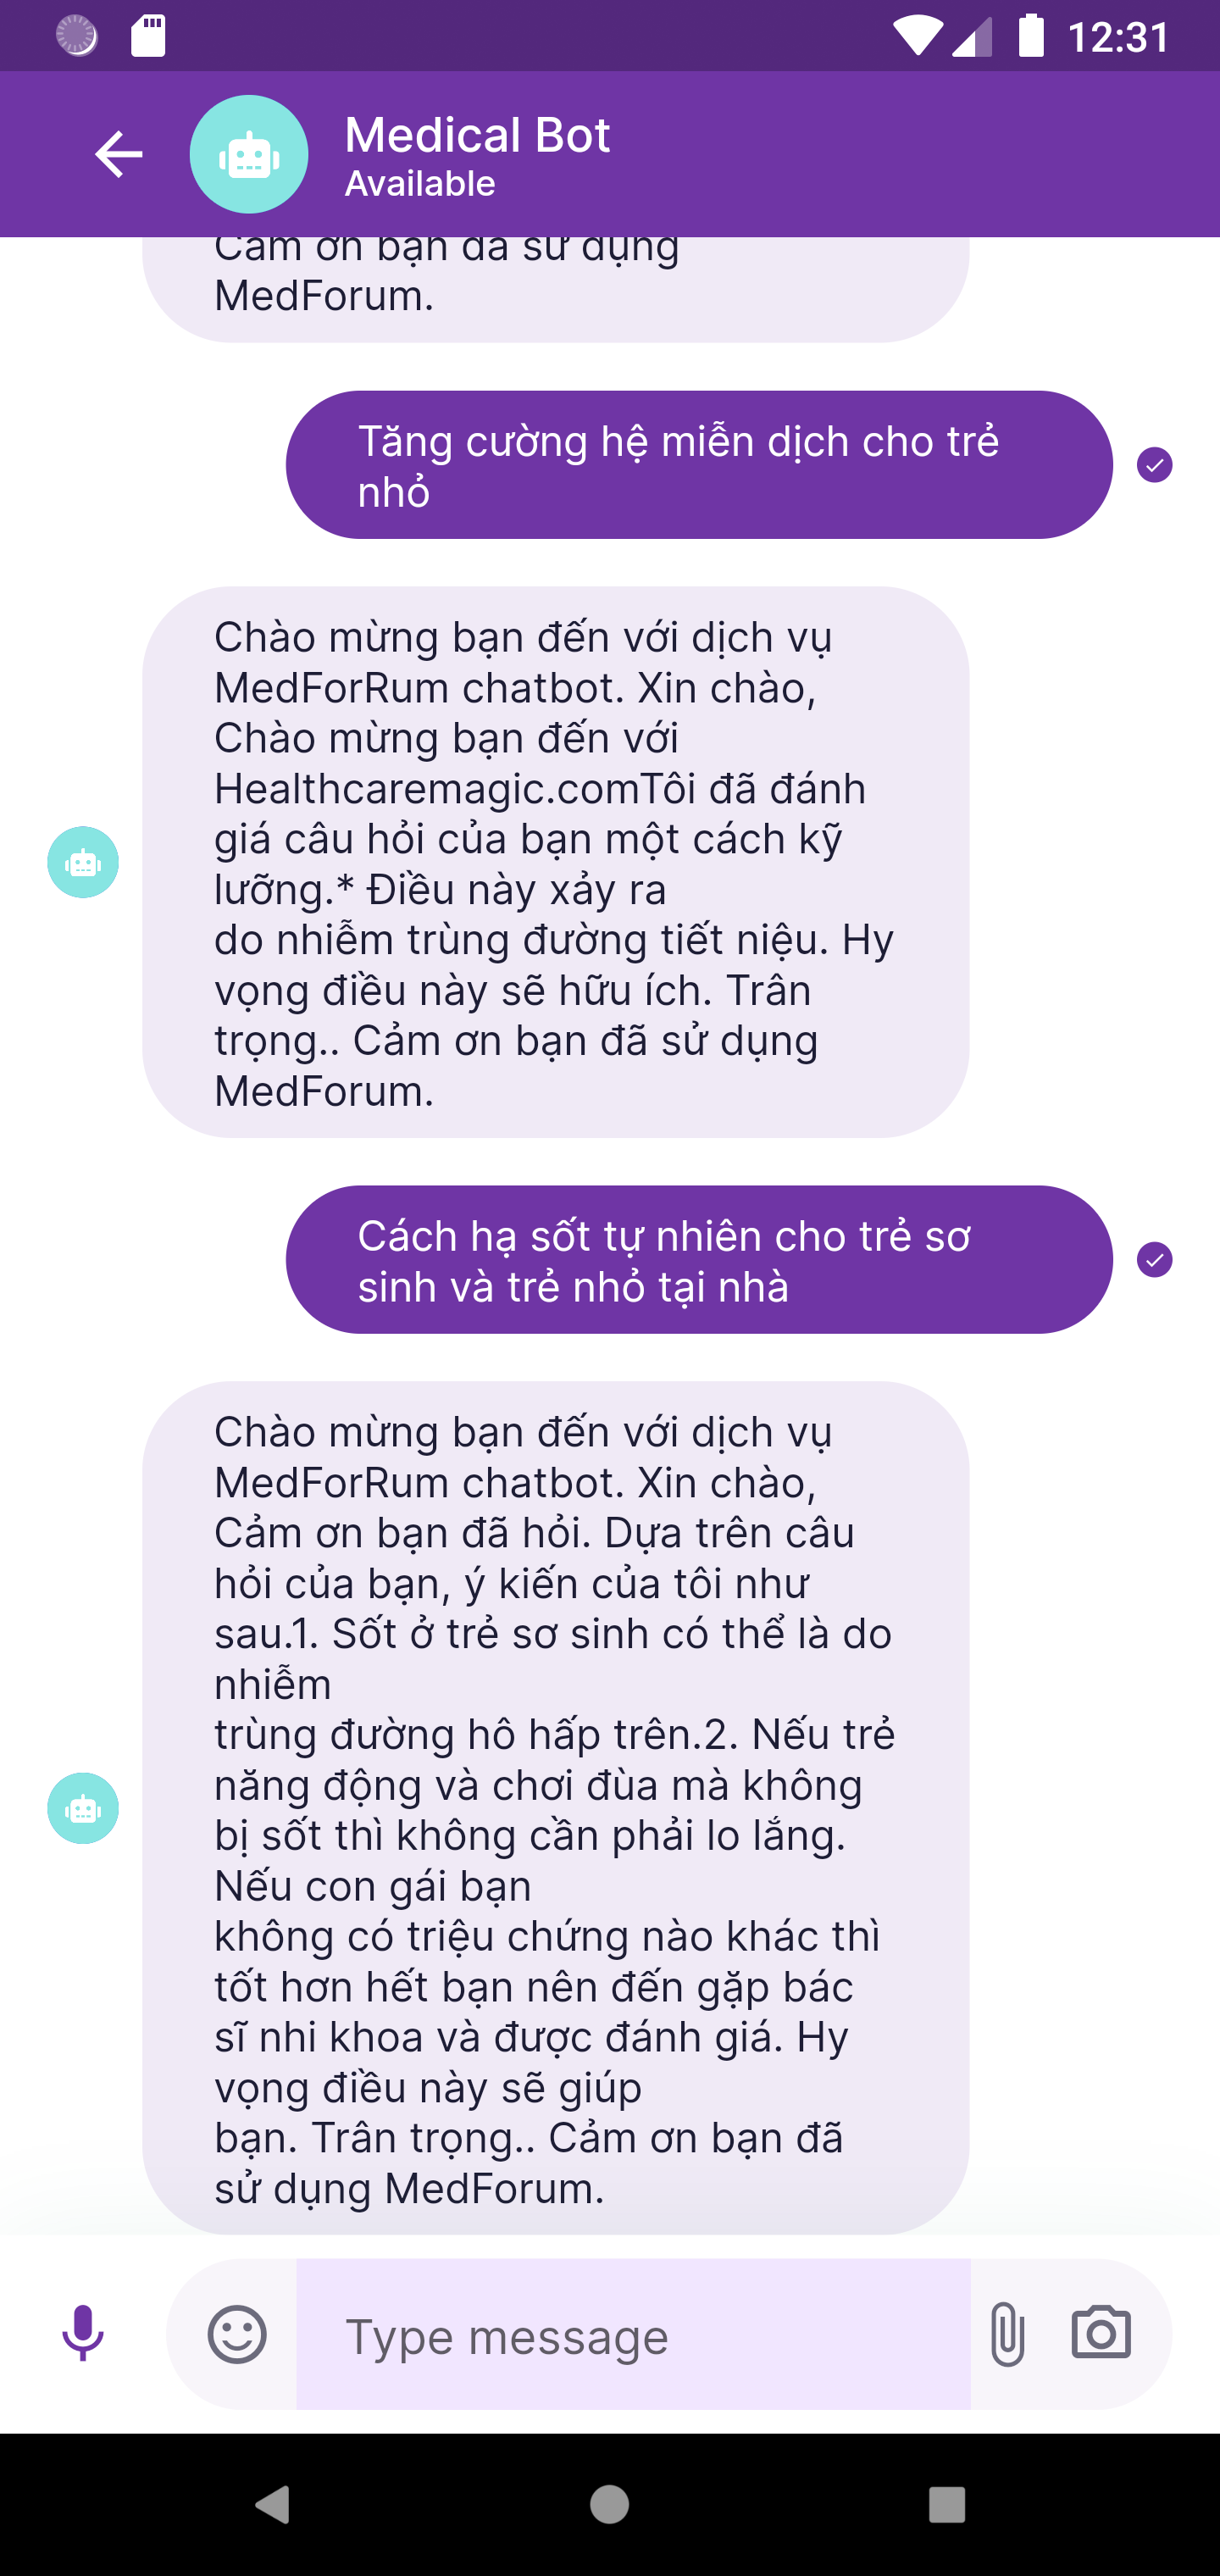 12:31
Medical Bot
Available
Cảm ơn bạn đã sử dụng
MedForum.
Tăng cường hệ miễn dịch cho trẻ
nhỏ
Chào mừng bạn đến với dịch vụ
MedForRum chatbot. Xin chào,
Chào mừng bạn đến với
Healthcaremagic.comTôi đã đánh
giá câu hỏi của bạn một cách kỹ
lưỡng.* Điều này xảy ra
do nhiễm trùng đường tiết niệu. Hy
vọng điều này sẽ hữu ích. Trân
trọng.. Cảm ơn bạn đã sử dụng
MedForum.
Cách hạ sốt tự nhiên cho trẻ sơ
sinh và trẻ nhỏ tại nhà
Chào mừng bạn đến với dịch vụ
MedForRum chatbot. Xin chào,
Cảm ơn bạn đã hỏi. Dựa trên câu
hỏi của bạn, ý kiến của tôi như
sau.1. Sốt ở trẻ sơ sinh có thể là do
nhiễm
trùng đường hô hấp trên.2. Nếu trẻ
năng động và chơi đùa mà không
bị sốt thì không cần phải lo lắng.
Nếu con gái bạn
không có triệu chứng nào khác thì
tốt hơn hết bạn nên đến gặp bác
sĩ nhi khoa và được đánh giá. Hy
vọng điều này sẽ giúp
bạn. Trân trọng.. Cảm ơn bạn đã
sử dụng MedForum.
Type message